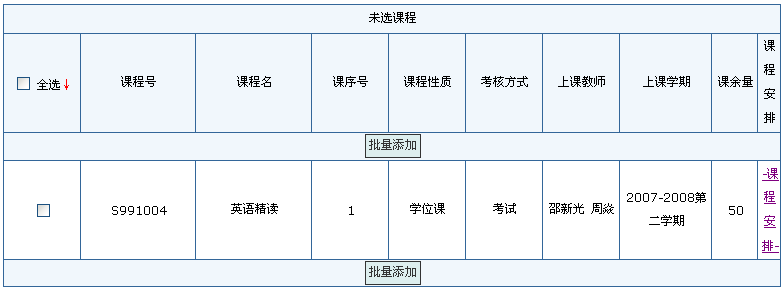 未选课程
全选↓ 课程号 课程名 课序号 课程性质 考核方式 上课教师 上课学期 课余量 课程安排
批量添加
S991004 英语精读 1 学位课 考试 邵新光 周焱 2007-2008第二学期 50 -课程安排-
批量添加